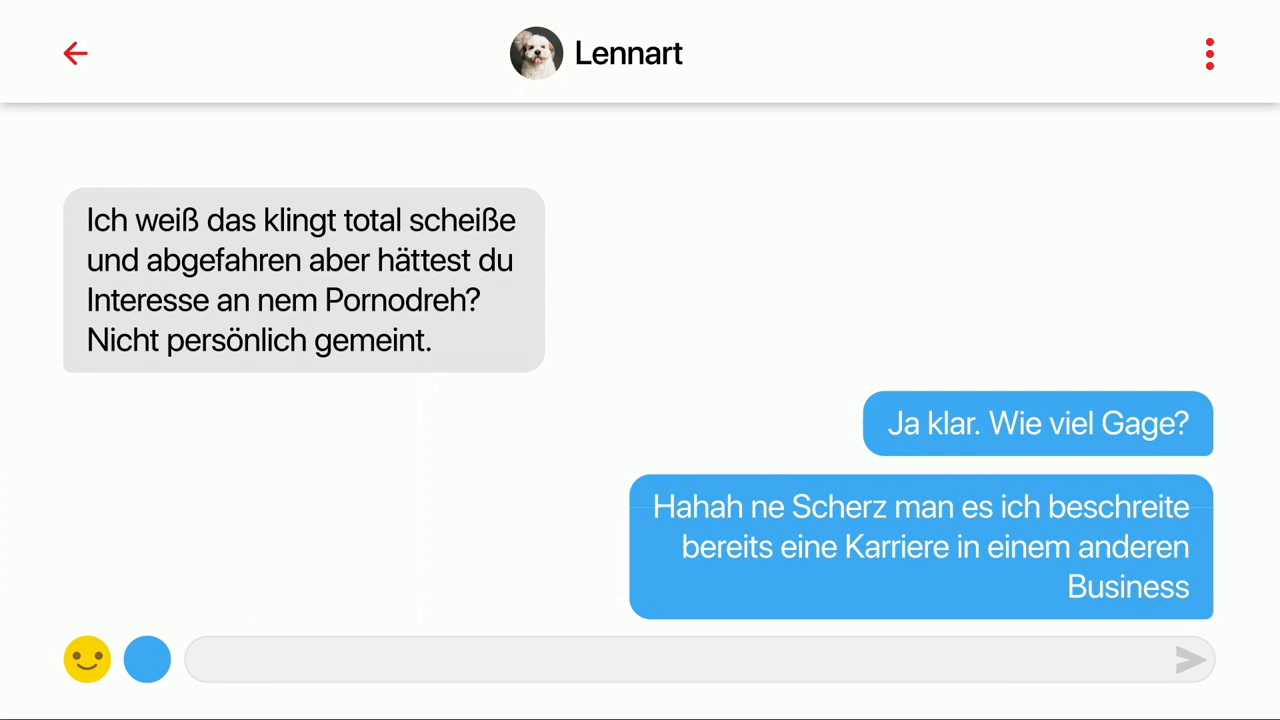 Lennart
Ich weiß das klingt total scheiße
und abgefahren aber hättest du
Interesse an nem Pornodreh?
Nicht persönlich gemeint.
Ja klar. Wie viel Gage?
Hahah ne Scherz man es ich beschreite
bereits eine Karriere in einem anderen
Business